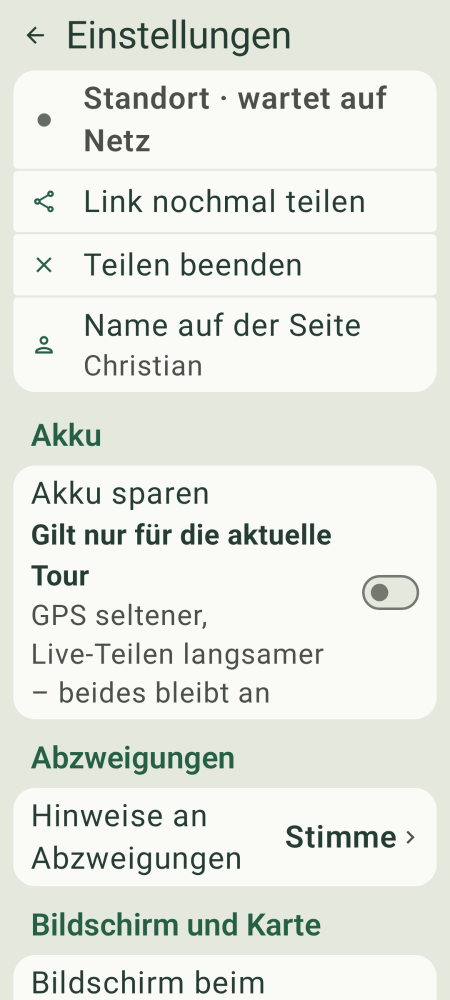 Einstellungen
Standort · wartet auf
Netz
Link nochmal teilen
Teilen beenden
Name auf der Seite
Christian
Akku
Akku sparen
Gilt nur für die aktuelle
Tour
GPS seltener,
Live-Teilen langsamer
– beides bleibt an
Abzweigungen
Hinweise an
Abzweigungen
Stimme
Bildschirm und Karte
Bildschirm beim